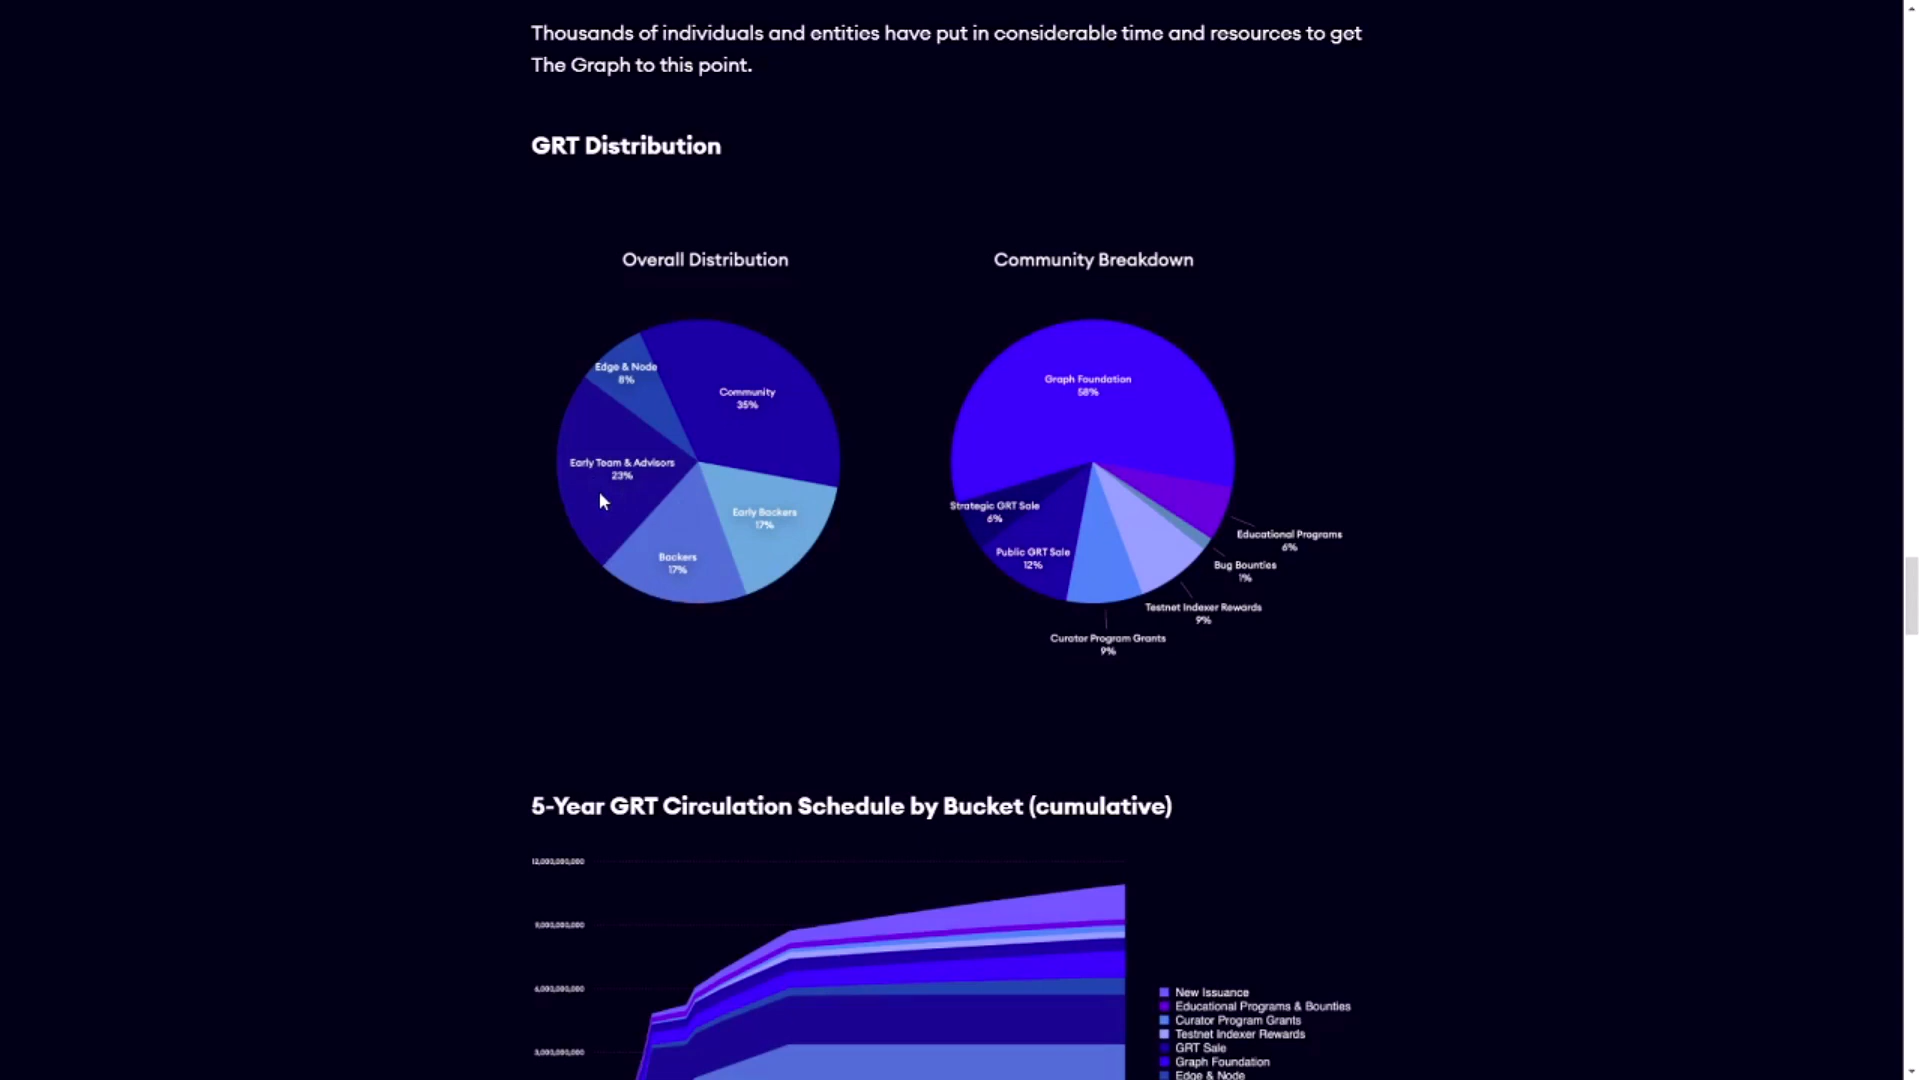 Thousands of individuals and entities have put in considerable time and resources to get
The Graph to this point.
GRT Distribution
Overall Distribution
Community Breakdown
Edge & Node
8%
Community
35%
Early Team & Advisors
23%
Early Backers
17%
Backers
17%
Graph Foundation
58%
Strategic GRT Sale
6%
Public GRT Sale
12%
Educational Programs
6%
Bug Bounties
1%
Testnet Indexer Rewards
9%
Curator Program Grants
9%
5-Year GRT Circulation Schedule by Bucket (cumulative)
12,000,000,000
9,000,000,000
6,000,000,000
3,000,000,000
New Issuance
Educational Programs & Bounties
Curator Program Grants
Testnet Indexer Rewards
GRT Sale
Graph Foundation
Edge & Node